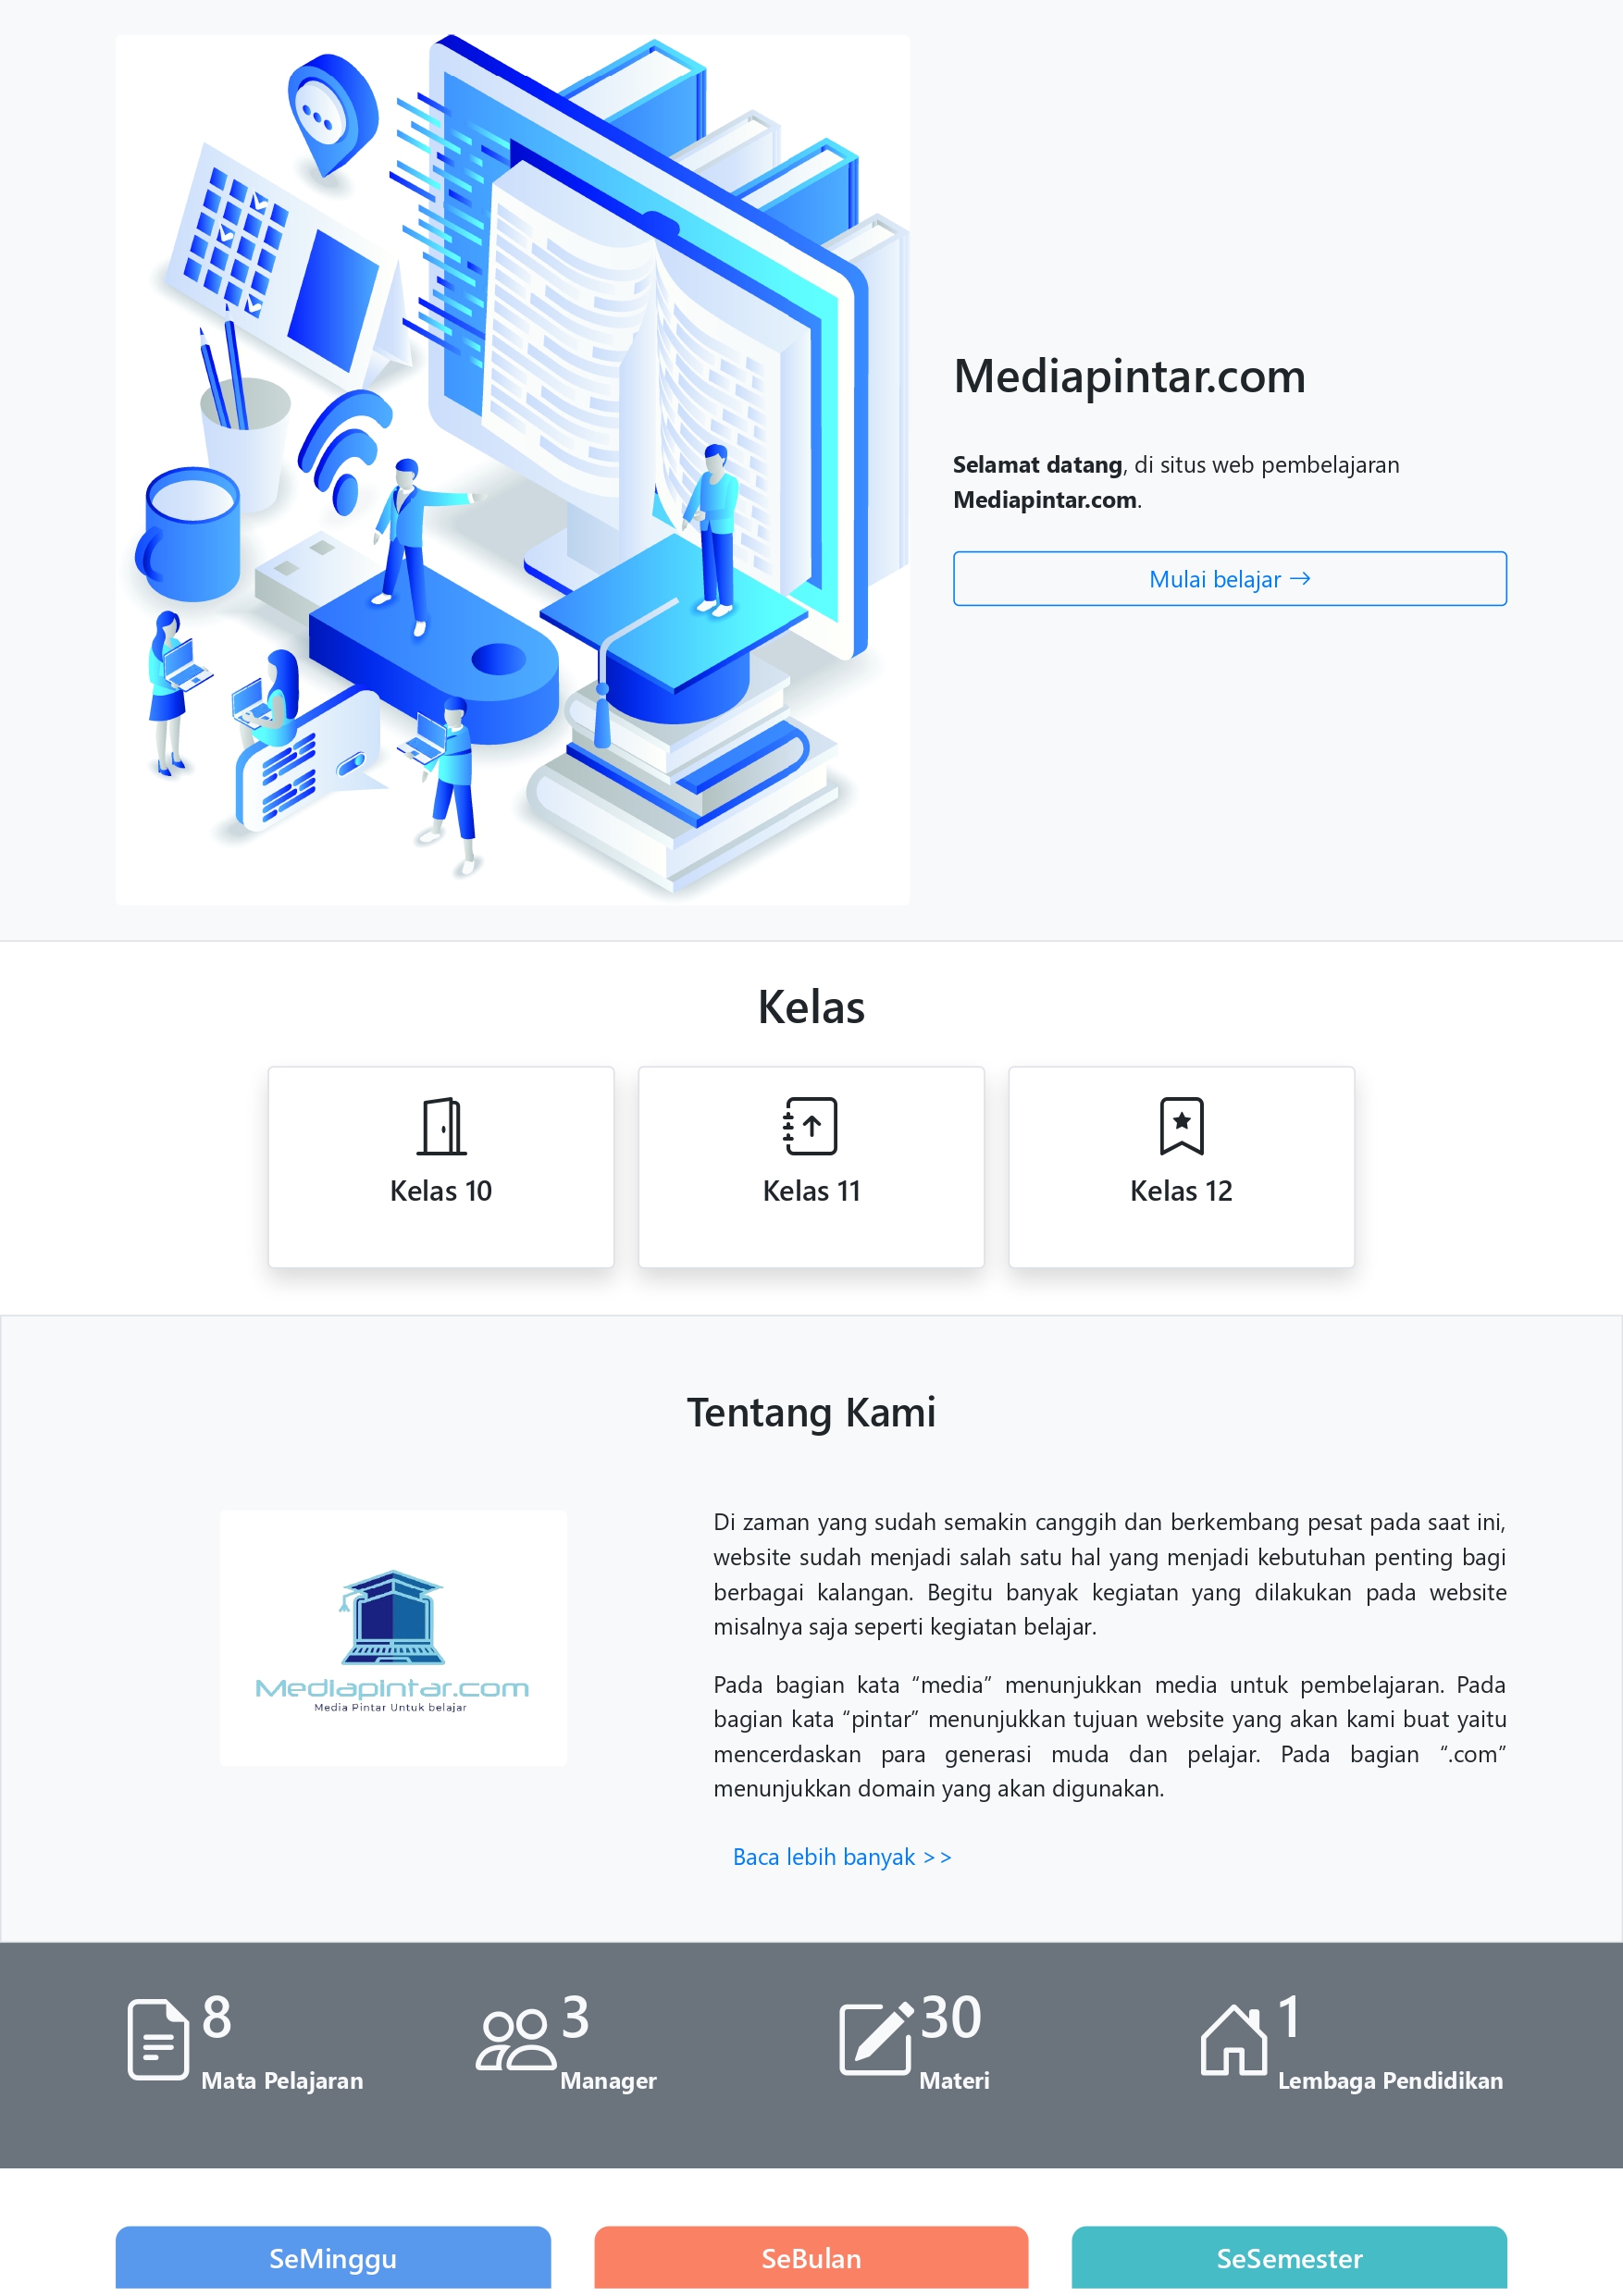 Mediapintar.com
Selamat datang, di situs web pembelajaran
Mediapintar.com.
Mulai belajar →
Kelas
Kelas 10
Kelas 11
Kelas 12
Tentang Kami
Mediapintar.com
Media Pintar Untuk belajar
Di zaman yang sudah semakin canggih dan berkembang pesat pada saat ini,
website sudah menjadi salah satu hal yang menjadi kebutuhan penting bagi
berbagai kalangan. Begitu banyak kegiatan yang dilakukan pada website
misalnya saja seperti kegiatan belajar.
Pada bagian kata “media” menunjukkan media untuk pembelajaran. Pada
bagian kata “pintar” menunjukkan tujuan website yang akan kami buat yaitu
mencerdaskan para generasi muda dan pelajar. Pada bagian “.com”
menunjukkan domain yang akan digunakan.
Baca lebih banyak >>
8
Mata Pelajaran
3
Manager
30
Materi
1
Lembaga Pendidikan
SeMinggu
SeBulan
SeSemester